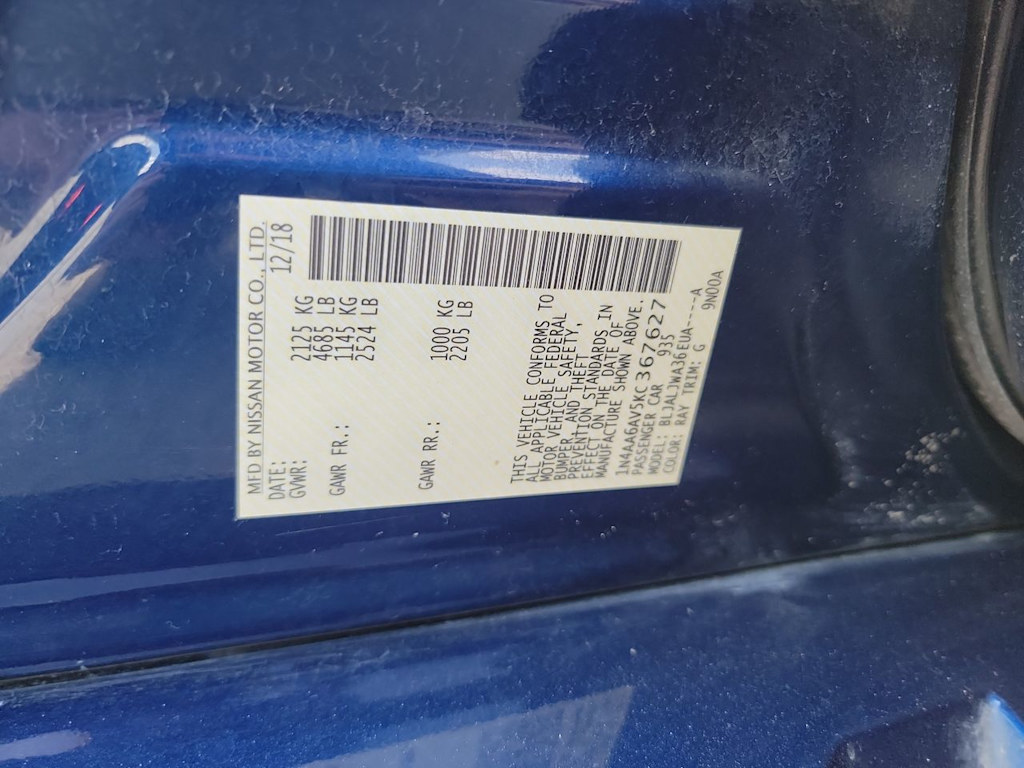 MFD BY NISSAN MOTOR CO., LTD.
DATE: 12/18
GVWR: 2125 KG
4685 LB
GAWR FR.: 1145 KG
2524 LB
GAWR RR.: 1000 KG
2205 LB
THIS VEHICLE CONFORMS TO
ALL APPLICABLE FEDERAL
MOTOR VEHICLE SAFETY,
BUMPER, AND THEFT
PREVENTION STANDARDS IN
EFFECT ON THE DATE OF
MANUFACTURE SHOWN ABOVE.
1N4AA6AV5KC367627
PASSENGER CAR 935
MODEL: BLJALJWA36EUA----A
COLOR: RAY TRIM: G 9N00A